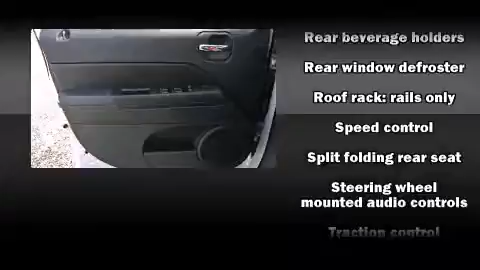 Rear beverage holders
Rear window defroster
Roof rack: rails only
Speed control
Split folding rear seat
Steering wheel
mounted audio controls
Traction control